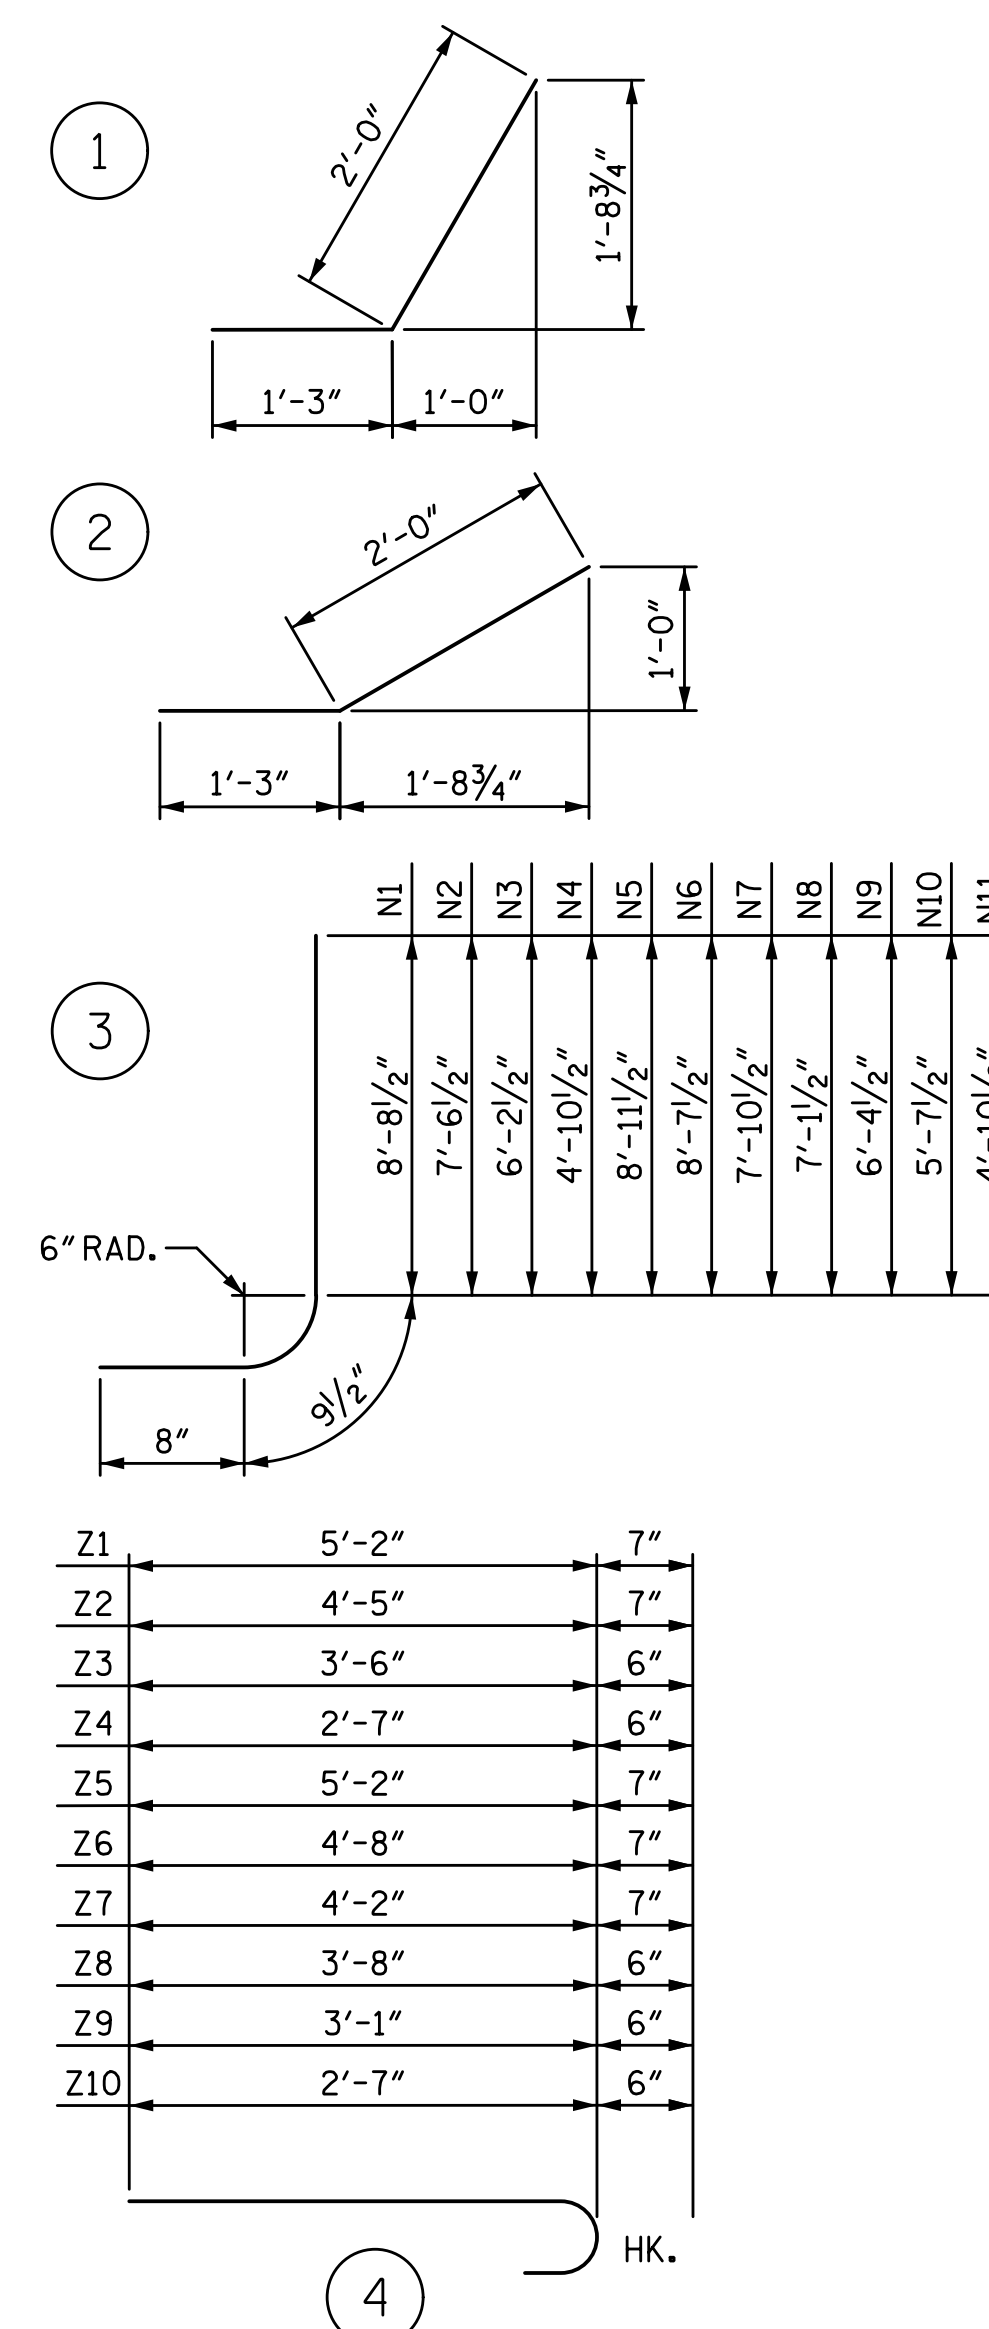 1
2'-0"
1'-8¾"
1'-3"
1'-0"
2
2'-0"
1'-0"
1'-3"
1'-8¾"
N1 N2 N3 N4 N5 N6 N7 N8 N9 N10 N11
3
8'-8½" 7'-6½" 6'-2½" 4'-10½" 8'-11½" 8'-7½" 7'-10½" 7'-1½" 6'-4½" 5'-7½" 4'-10½"
6" RAD.
9½"
8"
Z1 5'-2" 7"
Z2 4'-5" 7"
Z3 3'-6" 6"
Z4 2'-7" 6"
Z5 5'-2" 7"
Z6 4'-8" 7"
Z7 4'-2" 7"
Z8 3'-8" 6"
Z9 3'-1" 6"
Z10 2'-7" 6"
HK.
4